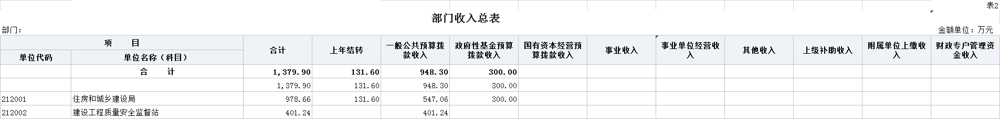 表2
部门收入总表
部门：
金额单位：万元
项 目
合计
上年结转
一般公共预算拨
款收入
政府性基金预算
拨款收入
国有资本经营预
算拨款收入
事业收入
事业单位经营收
入
其他收入
上级补助收入
附属单位上缴收
入
财政专户管理资
金收入
单位代码
单位名称（科目）
合 计 1,379.90 131.60 948.30 300.00
1,379.90 131.60 948.30 300.00
212001 住房和城乡建设局 978.66 131.60 547.06 300.00
212002 建设工程质量安全监督站 401.24 401.24